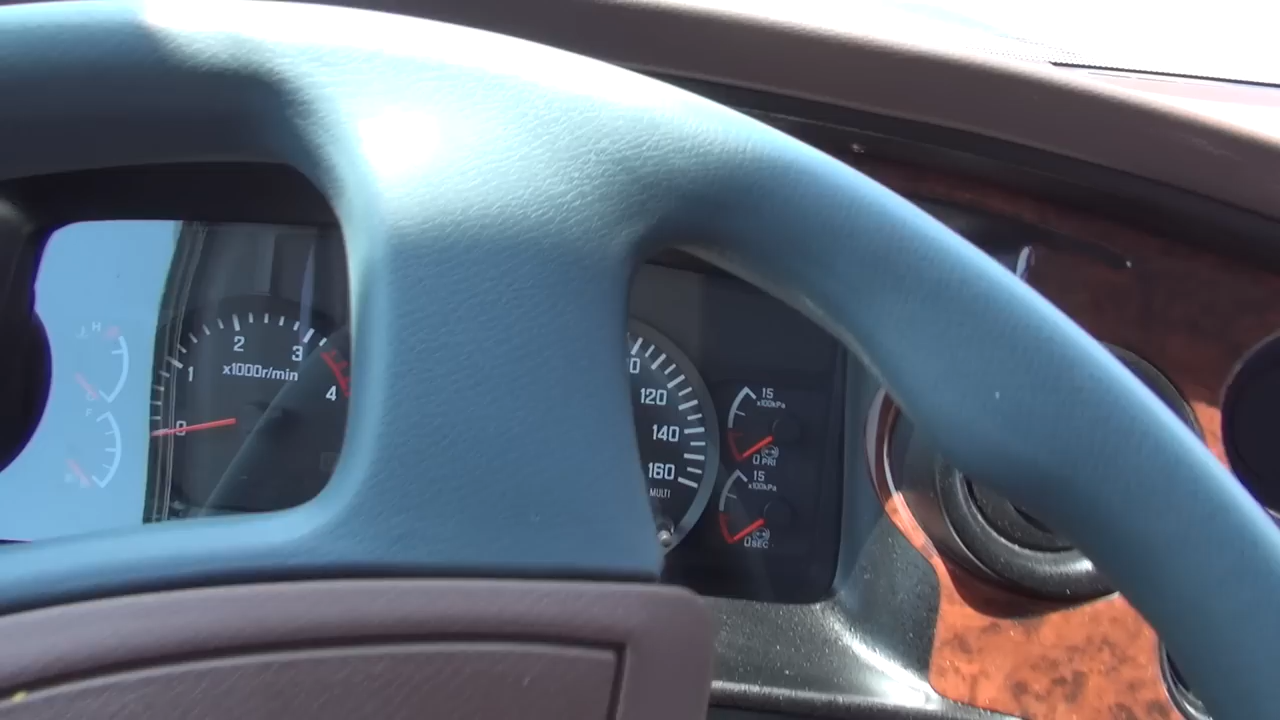 H
F
0
1
2
3
4
x1000r/min
120
140
160
MULTI
15
x100kPa
0 PRI
15
x100kPa
0 SEC